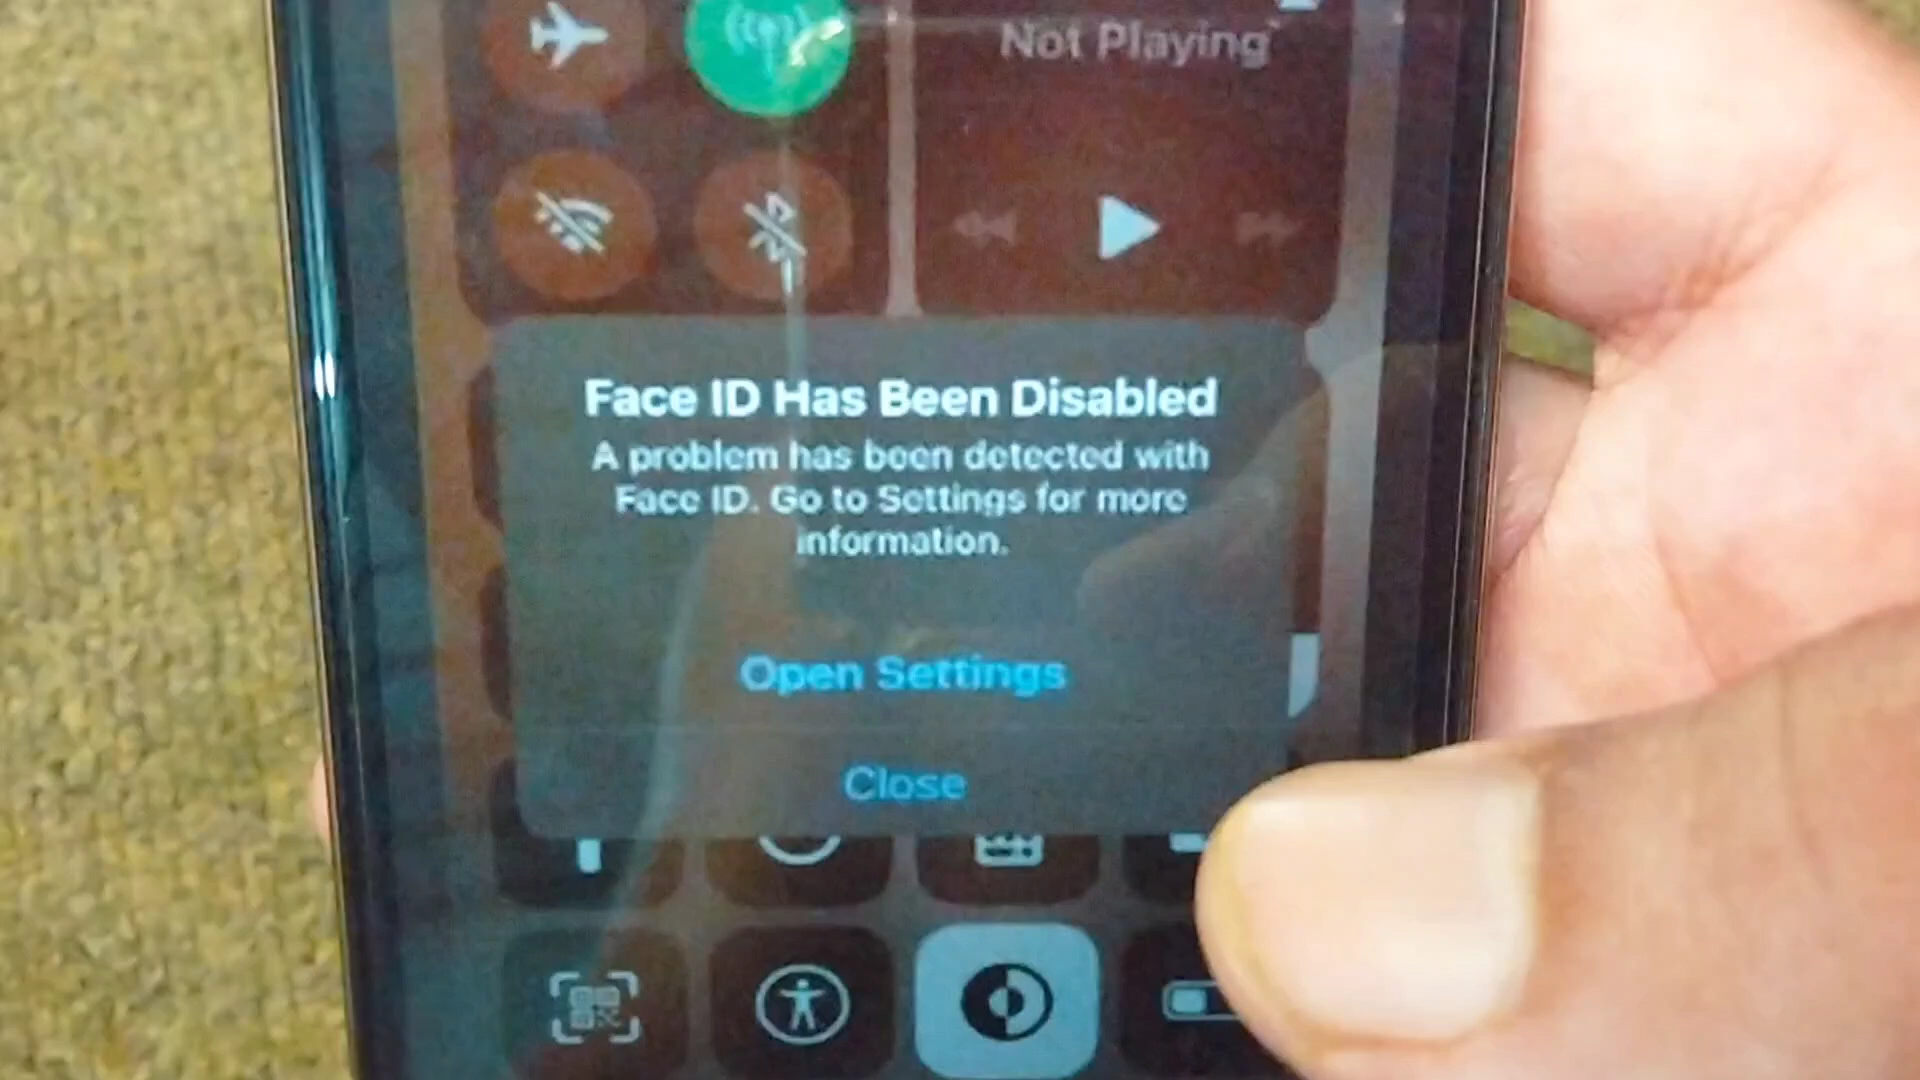 Not Playing
Face ID Has Been Disabled
A problem has been detected with
Face ID. Go to Settings for more
information.
Open Settings
Close